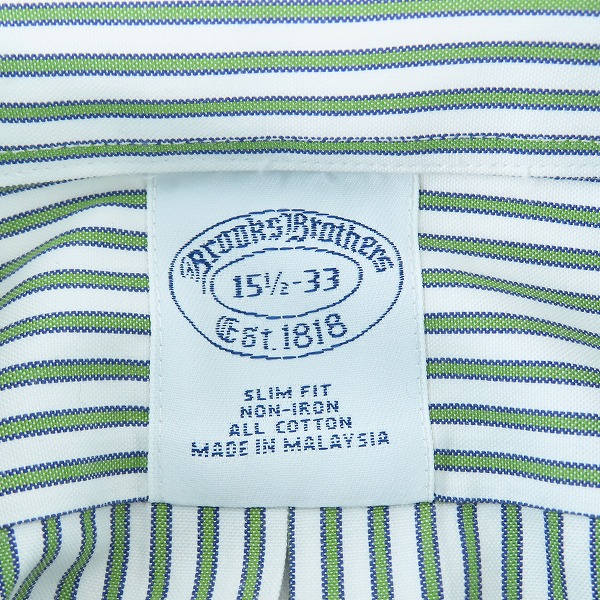 Brooks Brothers
15½-33
Est. 1818
SLIM FIT
NON-IRON
ALL COTTON
MADE IN MALAYSIA